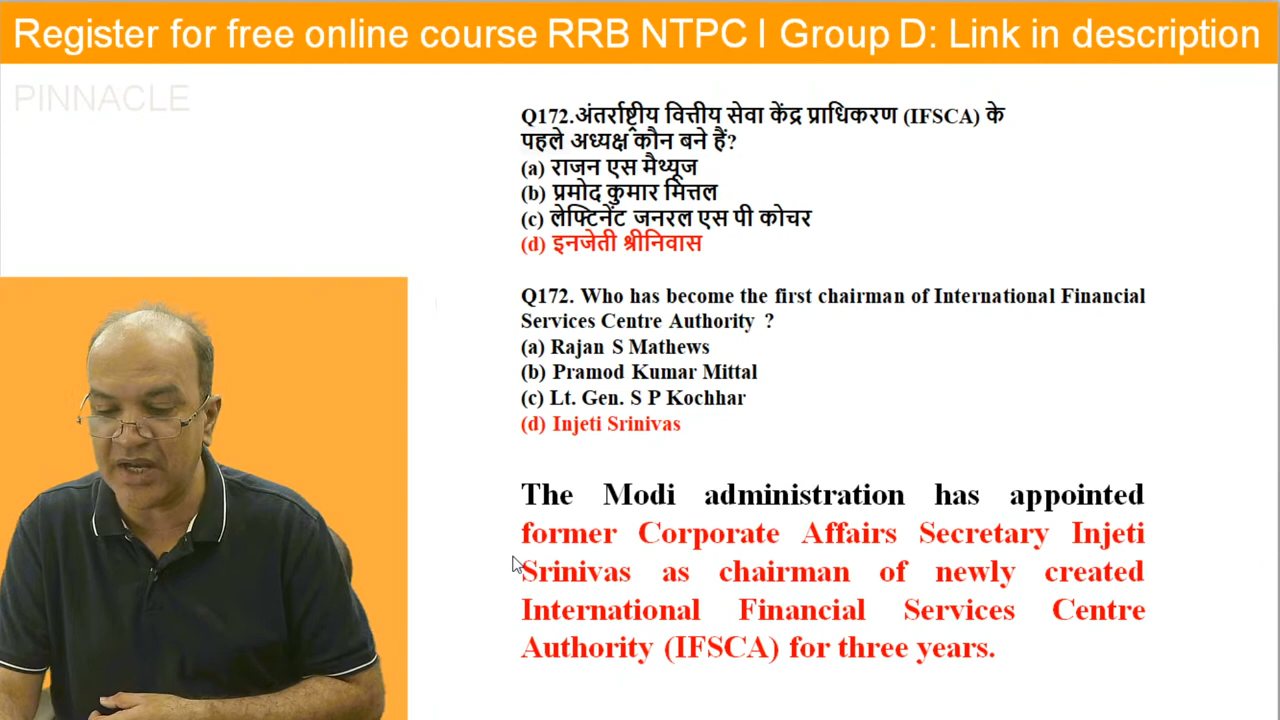 Register for free online course RRB NTPC I Group D: Link in description
PINNACLE
Q172.अंतर्राष्ट्रीय वित्तीय सेवा केंद्र प्राधिकरण (IFSCA) के
पहले अध्यक्ष कौन बने हैं?
(a) राजन एस मैथ्यूज
(b) प्रमोद कुमार मित्तल
(c) लेफ्टिनेंट जनरल एस पी कोचर
(d) इनजेती श्रीनिवास
Q172. Who has become the first chairman of International Financial
Services Centre Authority ?
(a) Rajan S Mathews
(b) Pramod Kumar Mittal
(c) Lt. Gen. S P Kochhar
(d) Injeti Srinivas
The Modi administration has appointed
former Corporate Affairs Secretary Injeti
Srinivas as chairman of newly created
International Financial Services Centre
Authority (IFSCA) for three years.